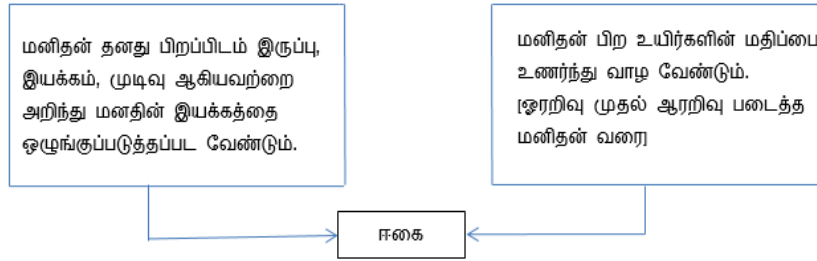 மனிதன் தனது பிறப்பிடம் இருப்பு,
இயக்கம், முடிவு ஆகியவற்றை
அறிந்து மனதின் இயக்கத்தை
ஒழுங்குப்படுத்தப்பட வேண்டும்.
மனிதன் பிற உயிர்களின் மதிப்பை
உணர்ந்து வாழ வேண்டும்.
[ஓரறிவு முதல் ஆரறிவு படைத்த
மனிதன் வரை]
ஈகை